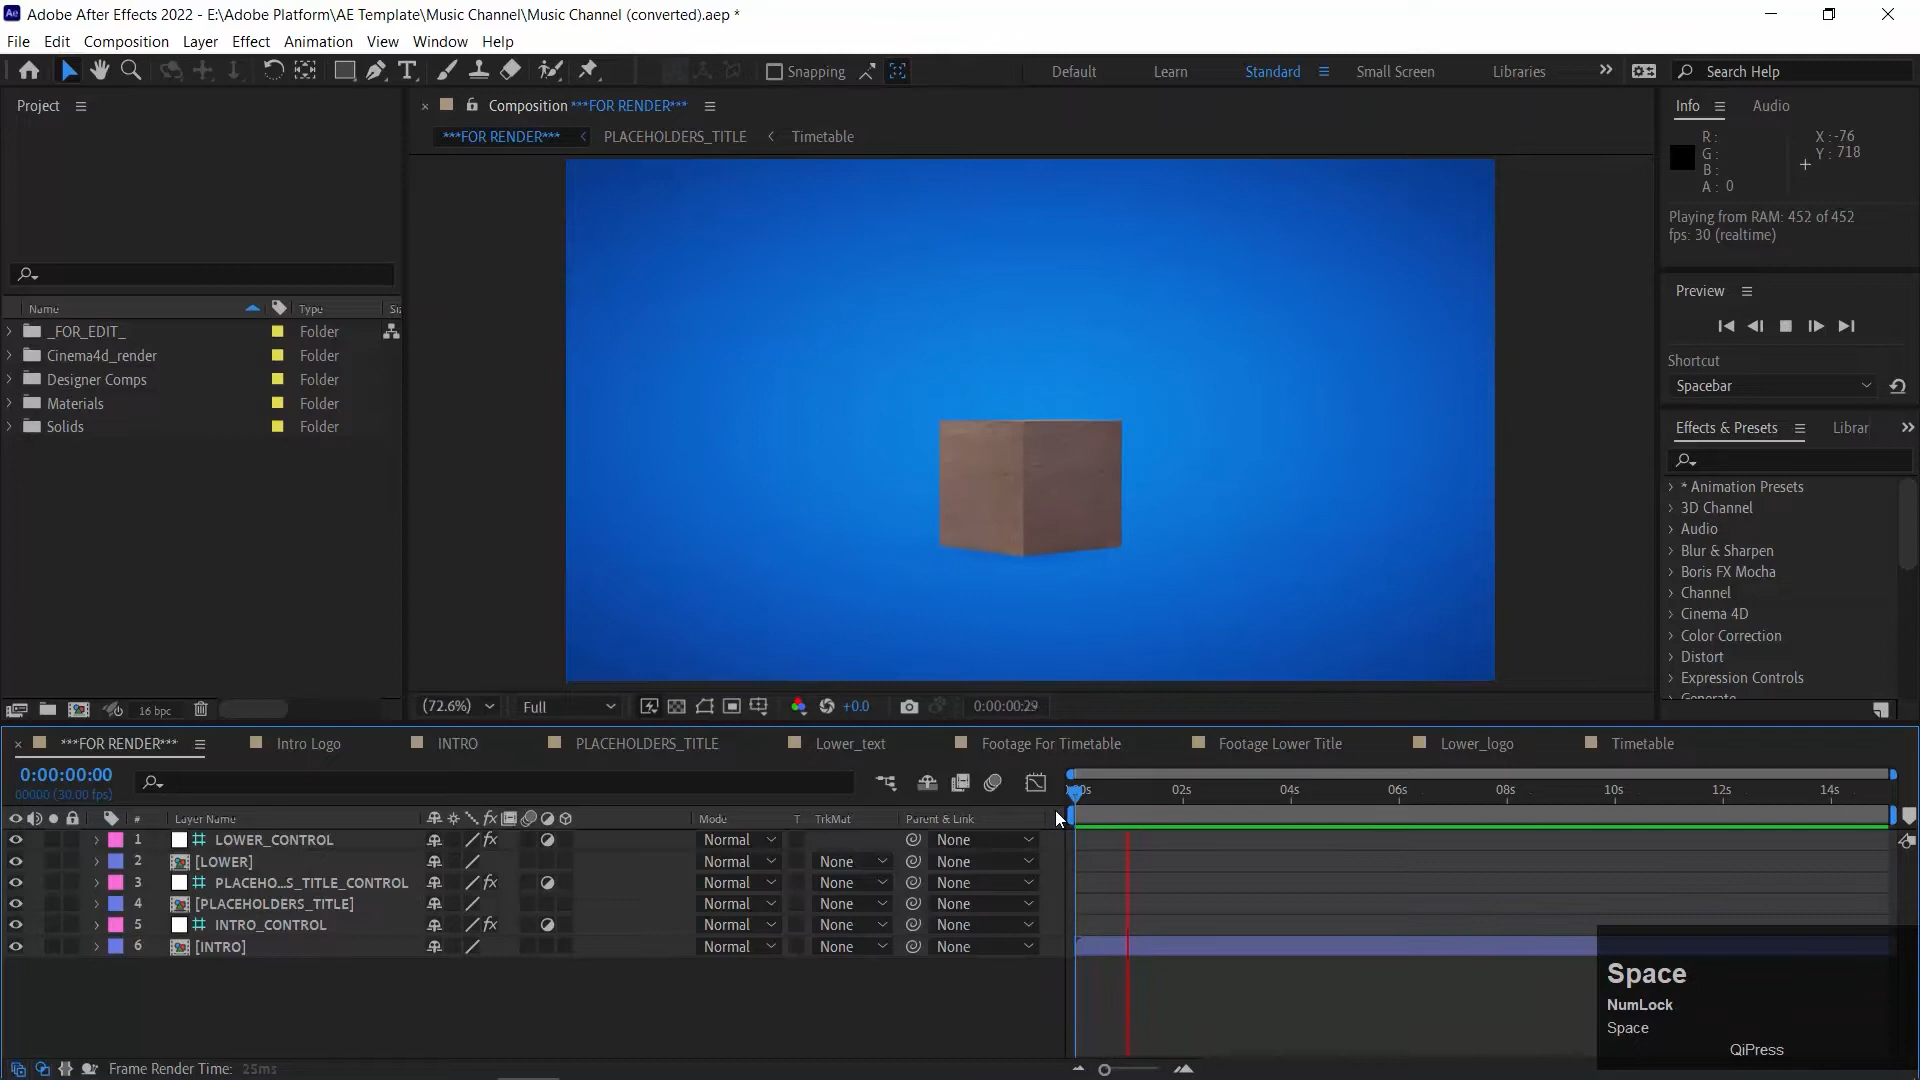 Adobe After Effects 2022 - E:\Adobe Platform\AE Template\Music Channel\Music Channel (converted).aep *
File Edit Composition Layer Effect Animation View Window Help
Snapping Default Learn Standard Small Screen Libraries Search Help
Project
Composition ***FOR RENDER***
***FOR RENDER*** PLACEHOLDERS_TITLE Timetable
Name Type Si
_FOR_EDIT_ Folder
Cinema4d_render Folder
Designer Comps Folder
Materials Folder
Solids Folder
16 bpc
(72.6%) Full +0.0 0:00:00:29
Info Audio
R :
G :
B :
A : 0
X : -76
Y : 718
Playing from RAM: 452 of 452
fps: 30 (realtime)
Preview
Shortcut
Spacebar
Effects & Presets Librar
* Animation Presets
3D Channel
Audio
Blur & Sharpen
Boris FX Mocha
Channel
Cinema 4D
Color Correction
Distort
Expression Controls
Generate
***FOR RENDER*** Intro Logo INTRO PLACEHOLDERS_TITLE Lower_text Footage For Timetable Footage Lower Title Lower_logo Timetable
0:00:00:00
00000 (30.00 fps)
02s 04s 06s 08s 10s 12s 14s
# Layer Name fx Mode T TrkMat Parent & Link
1 LOWER_CONTROL fx Normal None
2 [LOWER] Normal None None
3 PLACEHO...S_TITLE_CONTROL fx Normal None None
4 [PLACEHOLDERS_TITLE] Normal None None
5 INTRO_CONTROL fx Normal None None
6 [INTRO] Normal None None
Frame Render Time: 25ms
Space
NumLock
Space
QiPress